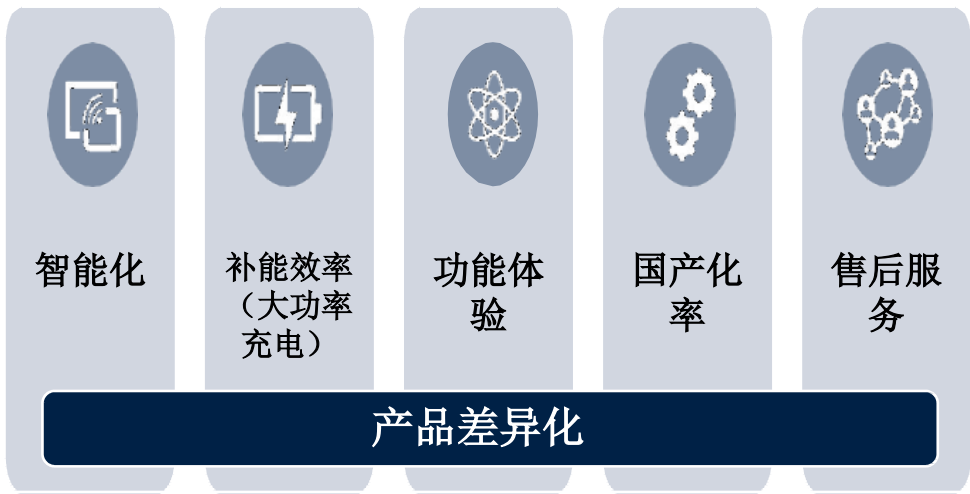 智能化
补能效率
（大功率
充电）
功能体
验
国产化
率
售后服
务
产品差异化